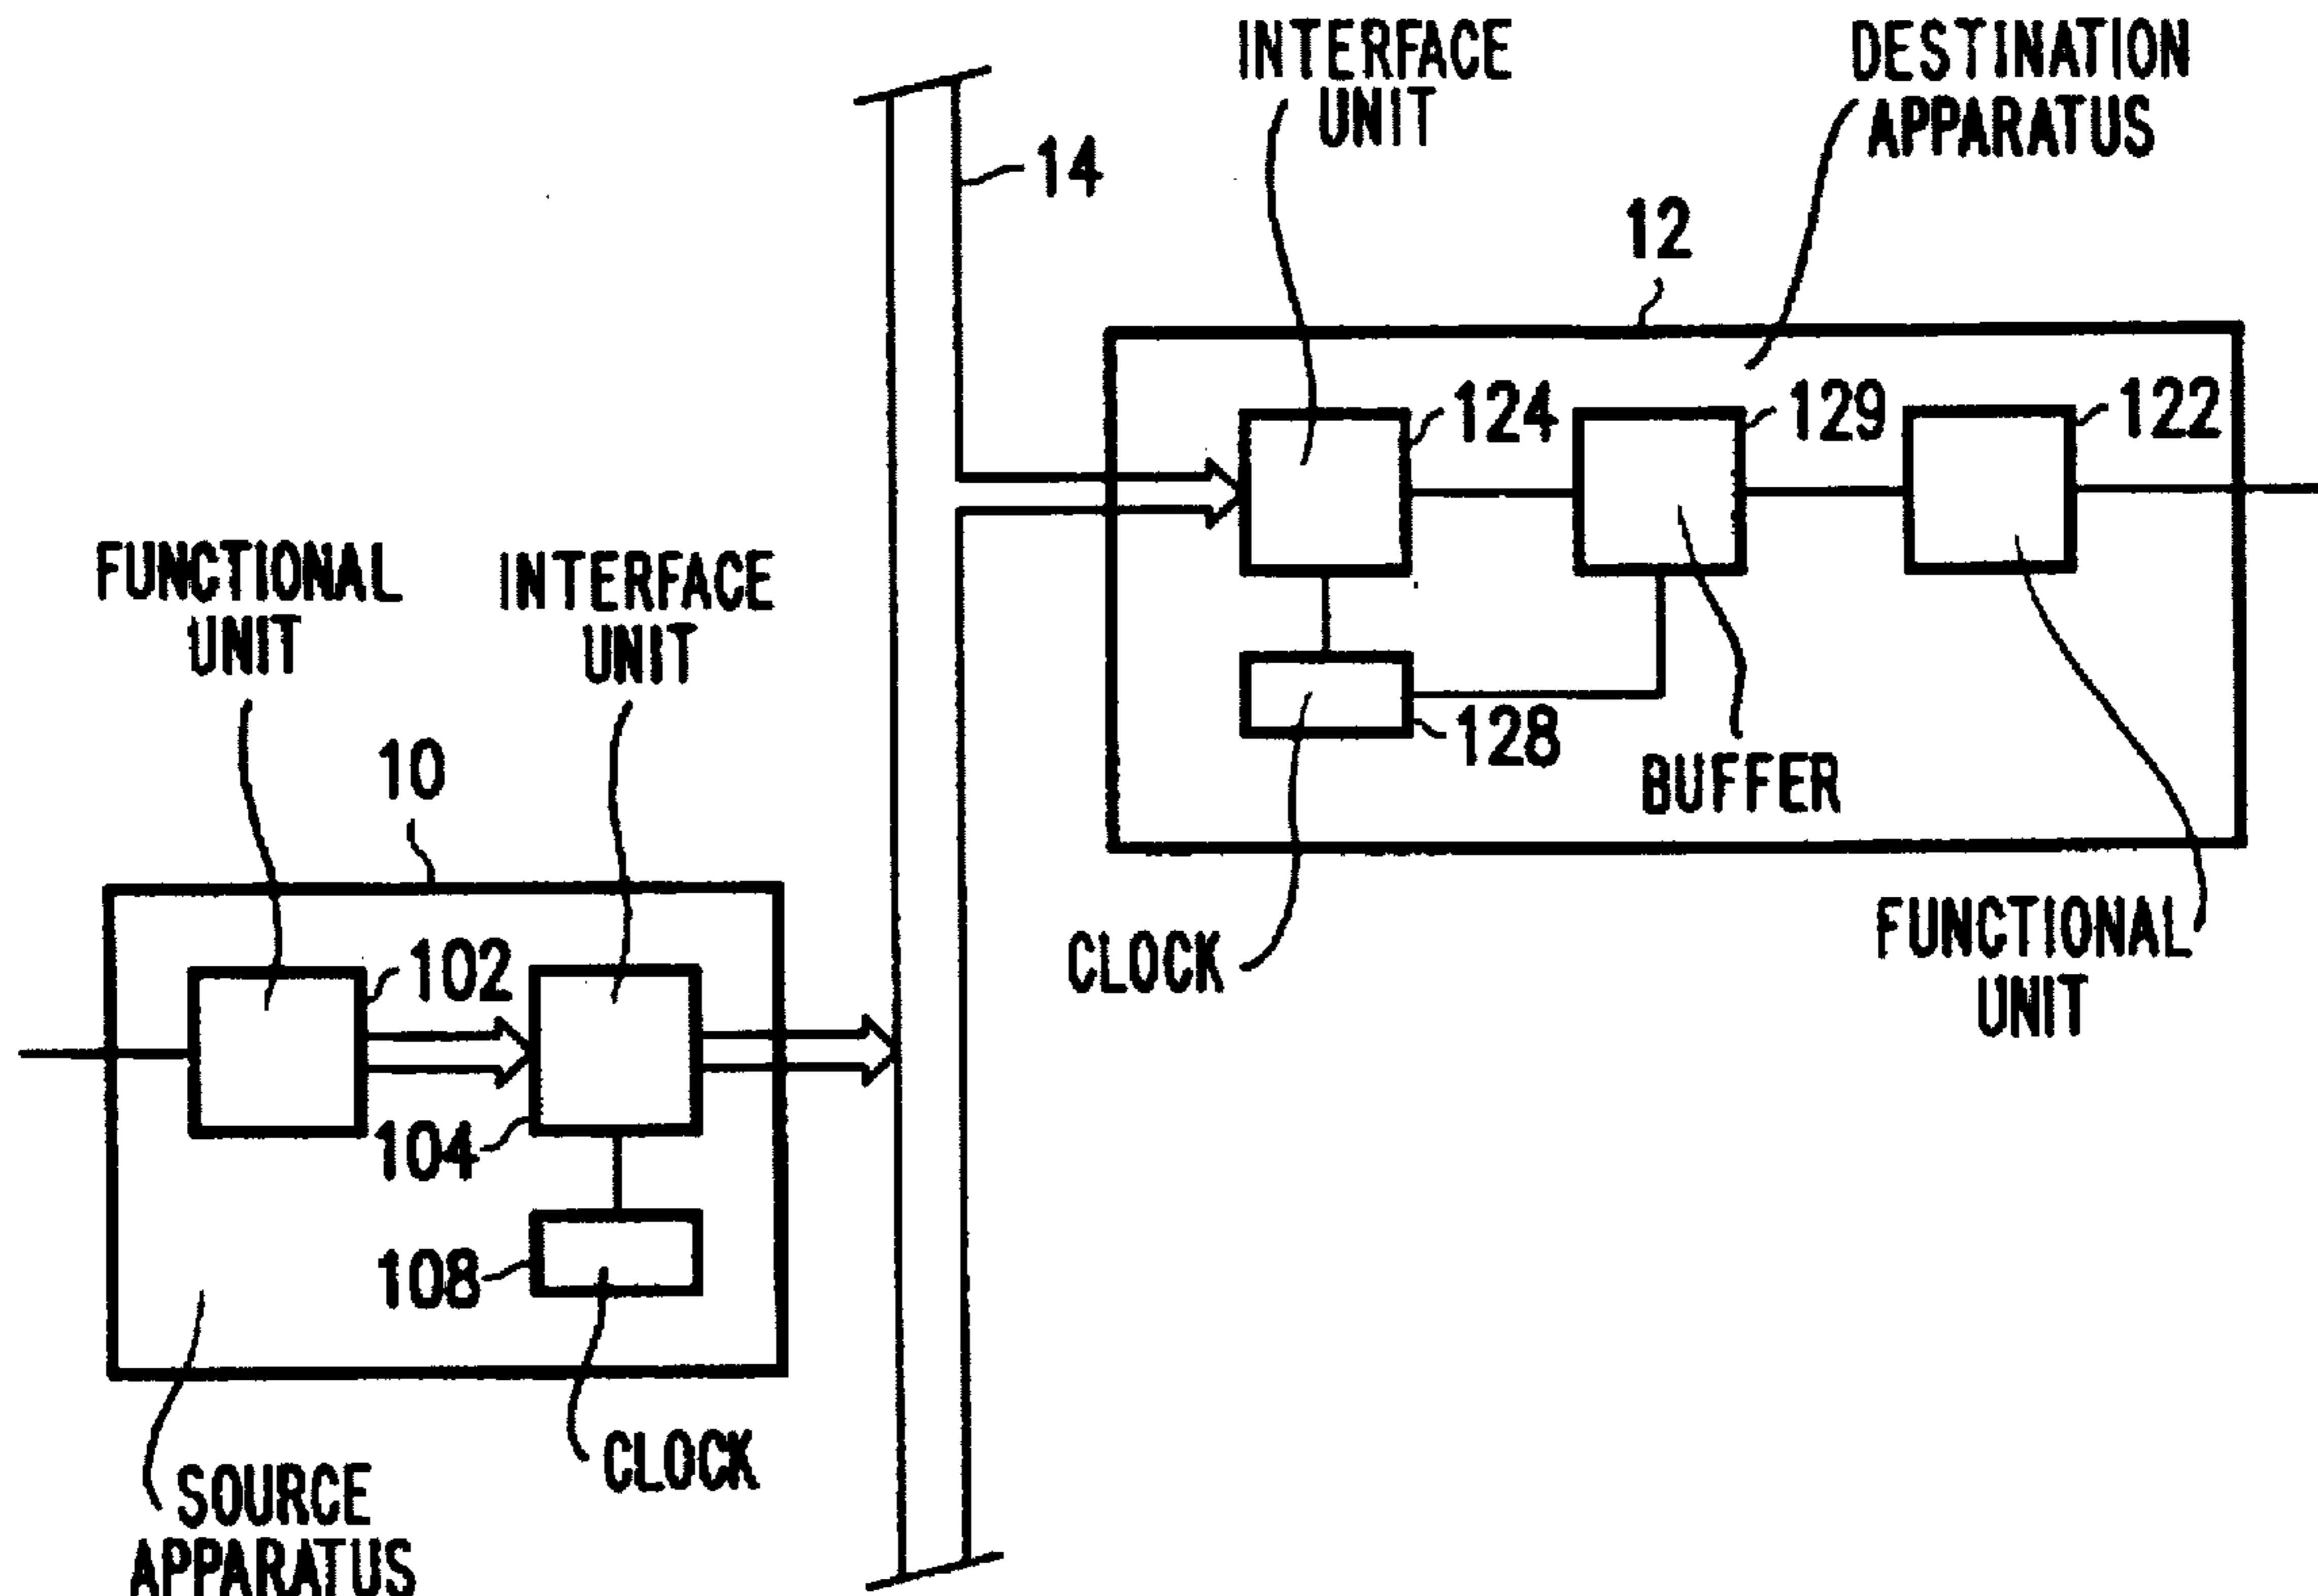 INTERFACE
UNIT
DESTINATION
APPARATUS
14
12
124
129
122
FUNCTIONAL
UNIT
INTERFACE
UNIT
128
BUFFER
10
CLOCK
FUNCTIONAL
UNIT
102
104
108
CLOCK
SOURCE
APPARATUS